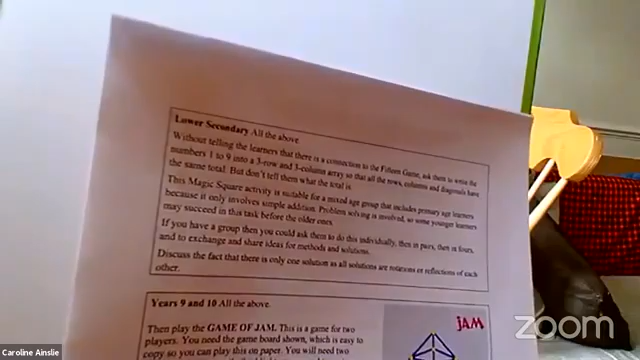 Lower Secondary All the above.
Without telling the learners that there is a connection to the Fifteen Game, ask them to write the
numbers 1 to 9 into a 3-row and 3-column array so that all the rows, columns and diagonals have
the same total. But don't tell them what the total is.
This Magic Square activity is suitable for a mixed age group that includes primary age learners
because it only involves simple addition. Problem solving is involved, so some younger learners
may succeed in this task before the older ones.
If you have a group then you could ask them to do this individually, then in pairs, then in fours,
and to exchange and share ideas for methods and solutions.
Discuss the fact that there is only one solution as all solutions are rotations or reflections of each
other.
Years 9 and 10 All the above.
Then play the GAME OF JAM. This is a game for two
players. You need the game board shown, which is easy to
copy so you can play this on paper. You will need two
JAM
Caroline Ainslie
zoom